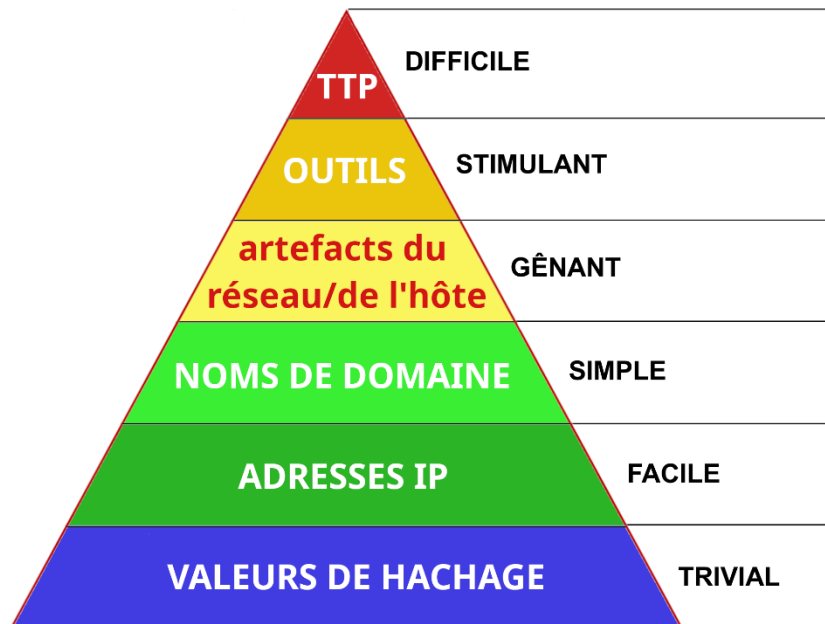 TTP
DIFFICILE
OUTILS
STIMULANT
artefacts du
réseau/de l'hôte
GÊNANT
NOMS DE DOMAINE
SIMPLE
ADRESSES IP
FACILE
VALEURS DE HACHAGE
TRIVIAL